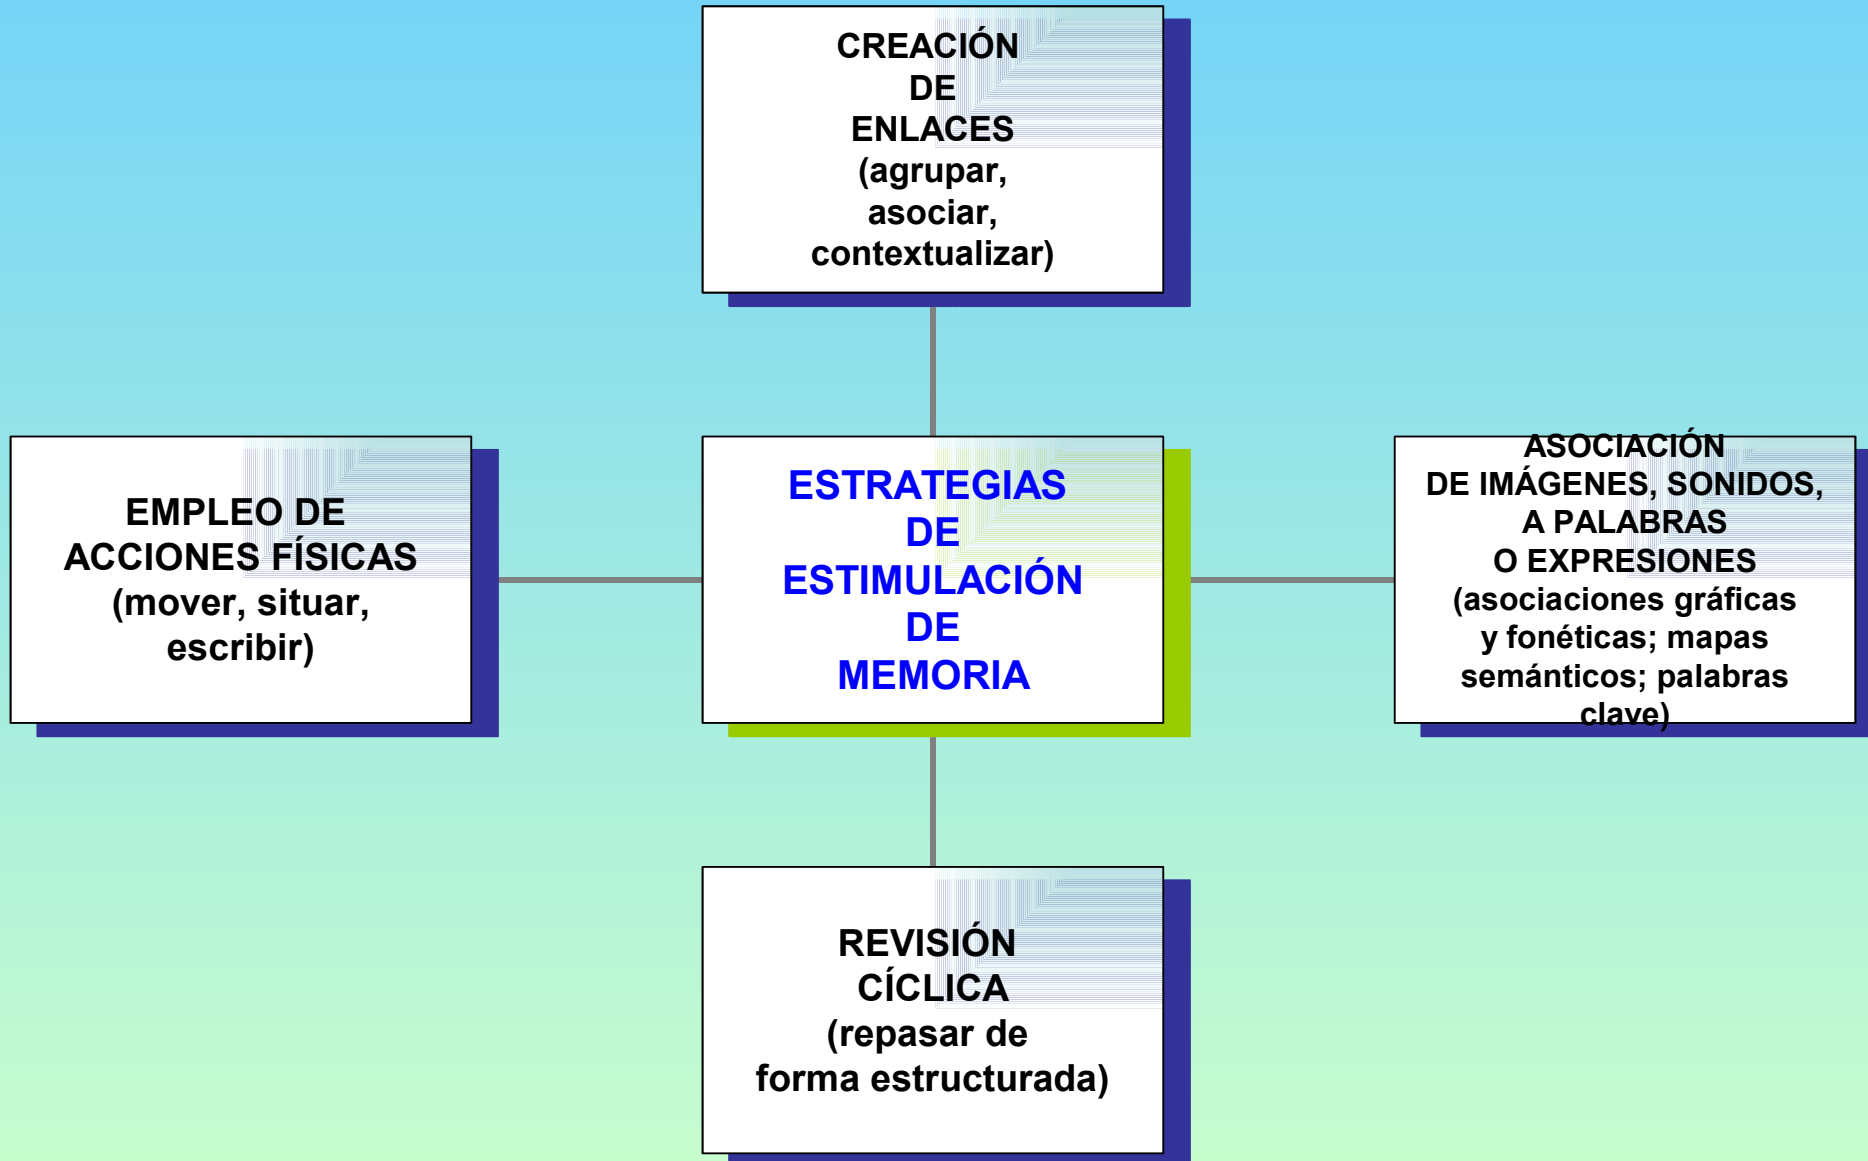 CREACIÓN
DE
ENLACES
(agrupar,
asociar,
contextualizar)
EMPLEO DE
ACCIONES FÍSICAS
(mover, situar,
escribir)
ESTRATEGIAS
DE
ESTIMULACIÓN
DE
MEMORIA
ASOCIACIÓN
DE IMÁGENES, SONIDOS,
A PALABRAS
O EXPRESIONES
(asociaciones gráficas
y fonéticas; mapas
semánticos; palabras
clave)
REVISIÓN
CÍCLICA
(repasar de
forma estructurada)